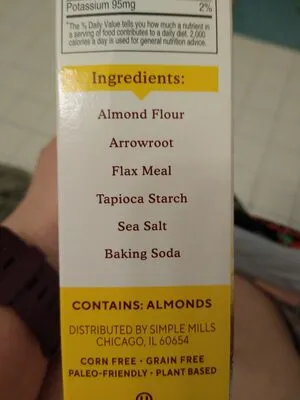 Potassium 95mg 2%
*The % Daily Value tells you how much a nutrient in
a serving of food contributes to a daily diet. 2,000
calories a day is used for general nutrition advice.
Ingredients:
Almond Flour
Arrowroot
Flax Meal
Tapioca Starch
Sea Salt
Baking Soda
CONTAINS: ALMONDS
DISTRIBUTED BY SIMPLE MILLS
CHICAGO, IL 60654
CORN FREE • GRAIN FREE
PALEO-FRIENDLY • PLANT BASED